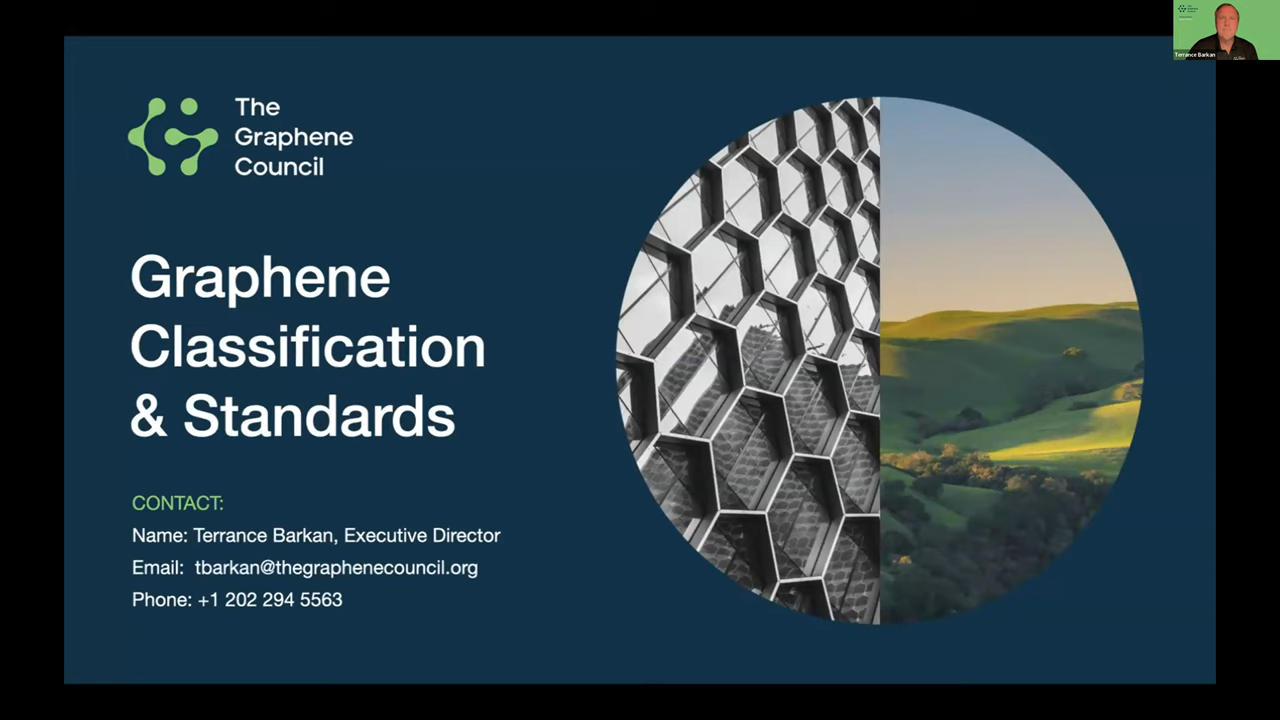 The
Graphene
Council
Graphene
Classification
& Standards
CONTACT:
Name: Terrance Barkan, Executive Director
Email: tbarkan@thegraphenecouncil.org
Phone: +1 202 294 5563
Terrance Barkan